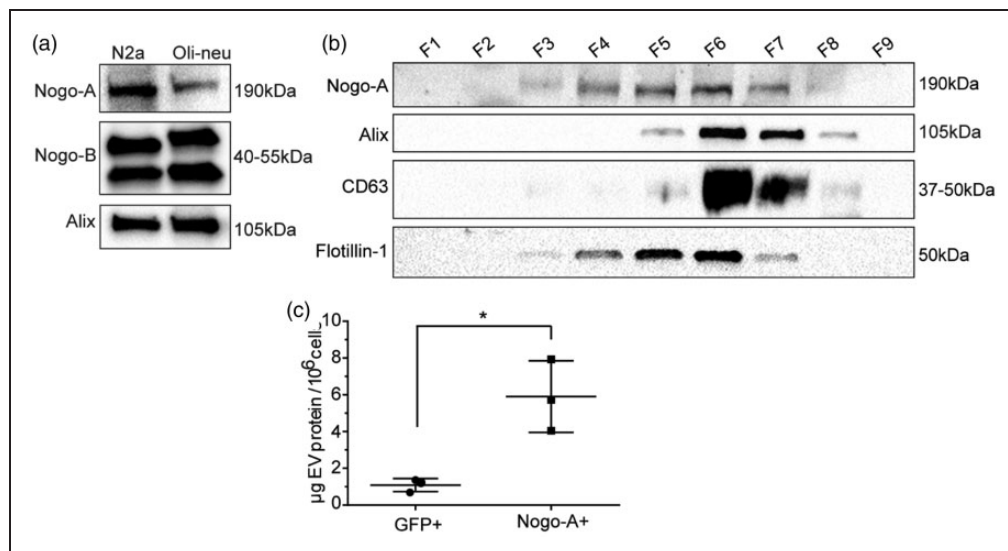 (a)
N2a Oli-neu
Nogo-A 190kDa
Nogo-B 40-55kDa
Alix 105kDa
(b)
F1 F2 F3 F4 F5 F6 F7 F8 F9
Nogo-A 190kDa
Alix 105kDa
CD63 37-50kDa
Flotillin-1 50kDa
(c)
*
µg EV protein /10⁶cells
10
8
6
4
2
0
GFP+ Nogo-A+